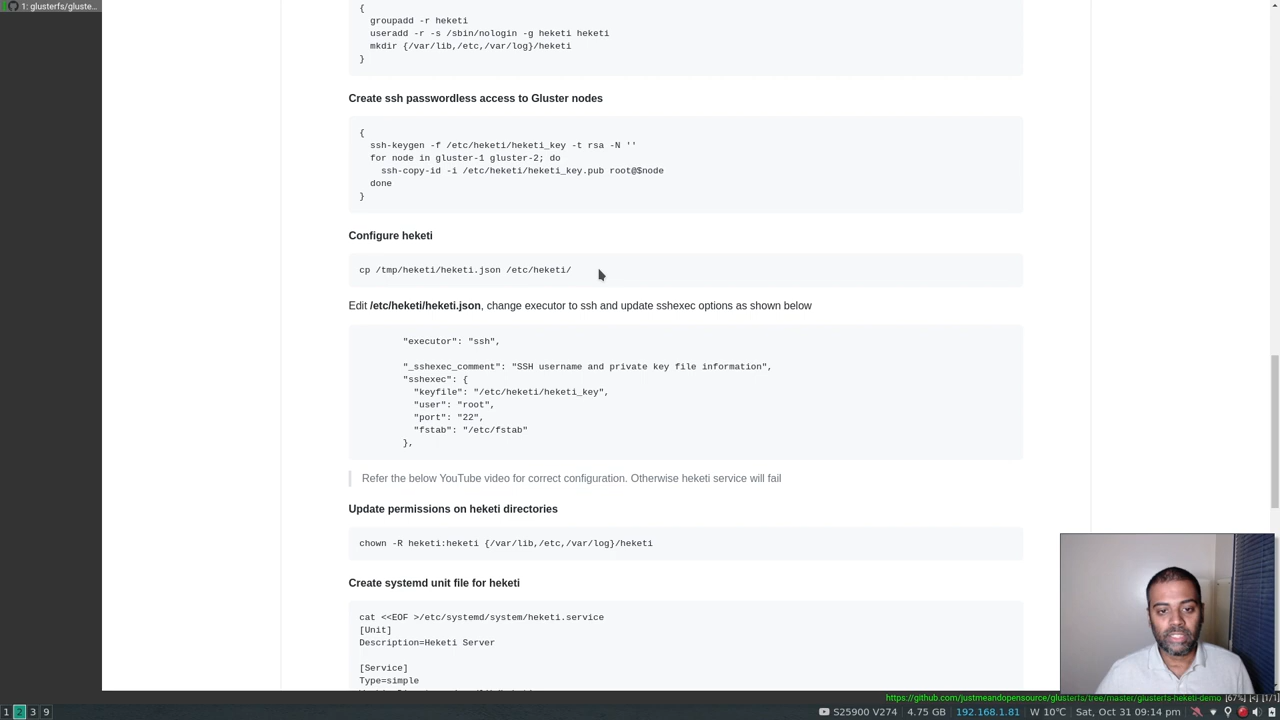 1: glusterfs/gluste...
{
groupadd -r heketi
useradd -r -s /sbin/nologin -g heketi heketi
mkdir {/var/lib,/etc,/var/log}/heketi
}
Create ssh passwordless access to Gluster nodes
{
ssh-keygen -f /etc/heketi/heketi_key -t rsa -N ''
for node in gluster-1 gluster-2; do
ssh-copy-id -i /etc/heketi/heketi_key.pub root@$node
done
}
Configure heketi
cp /tmp/heketi/heketi.json /etc/heketi/
Edit /etc/heketi/heketi.json, change executor to ssh and update sshexec options as shown below
"executor": "ssh",
"_sshexec_comment": "SSH username and private key file information",
"sshexec": {
"keyfile": "/etc/heketi/heketi_key",
"user": "root",
"port": "22",
"fstab": "/etc/fstab"
},
Refer the below YouTube video for correct configuration. Otherwise heketi service will fail
Update permissions on heketi directories
chown -R heketi:heketi {/var/lib,/etc,/var/log}/heketi
Create systemd unit file for heketi
cat <<EOF >/etc/systemd/system/heketi.service
[Unit]
Description=Heketi Server
[Service]
Type=simple
https://github.com/justmeandopensource/glusterfs/tree/master/glusterfs-heketi-demo [67%] [<] [1/1]
1 2 3 9
S25900 V274 | 4.75 GB | 192.168.1.81 | W 10°C | Sat, Oct 31 09:14 pm |